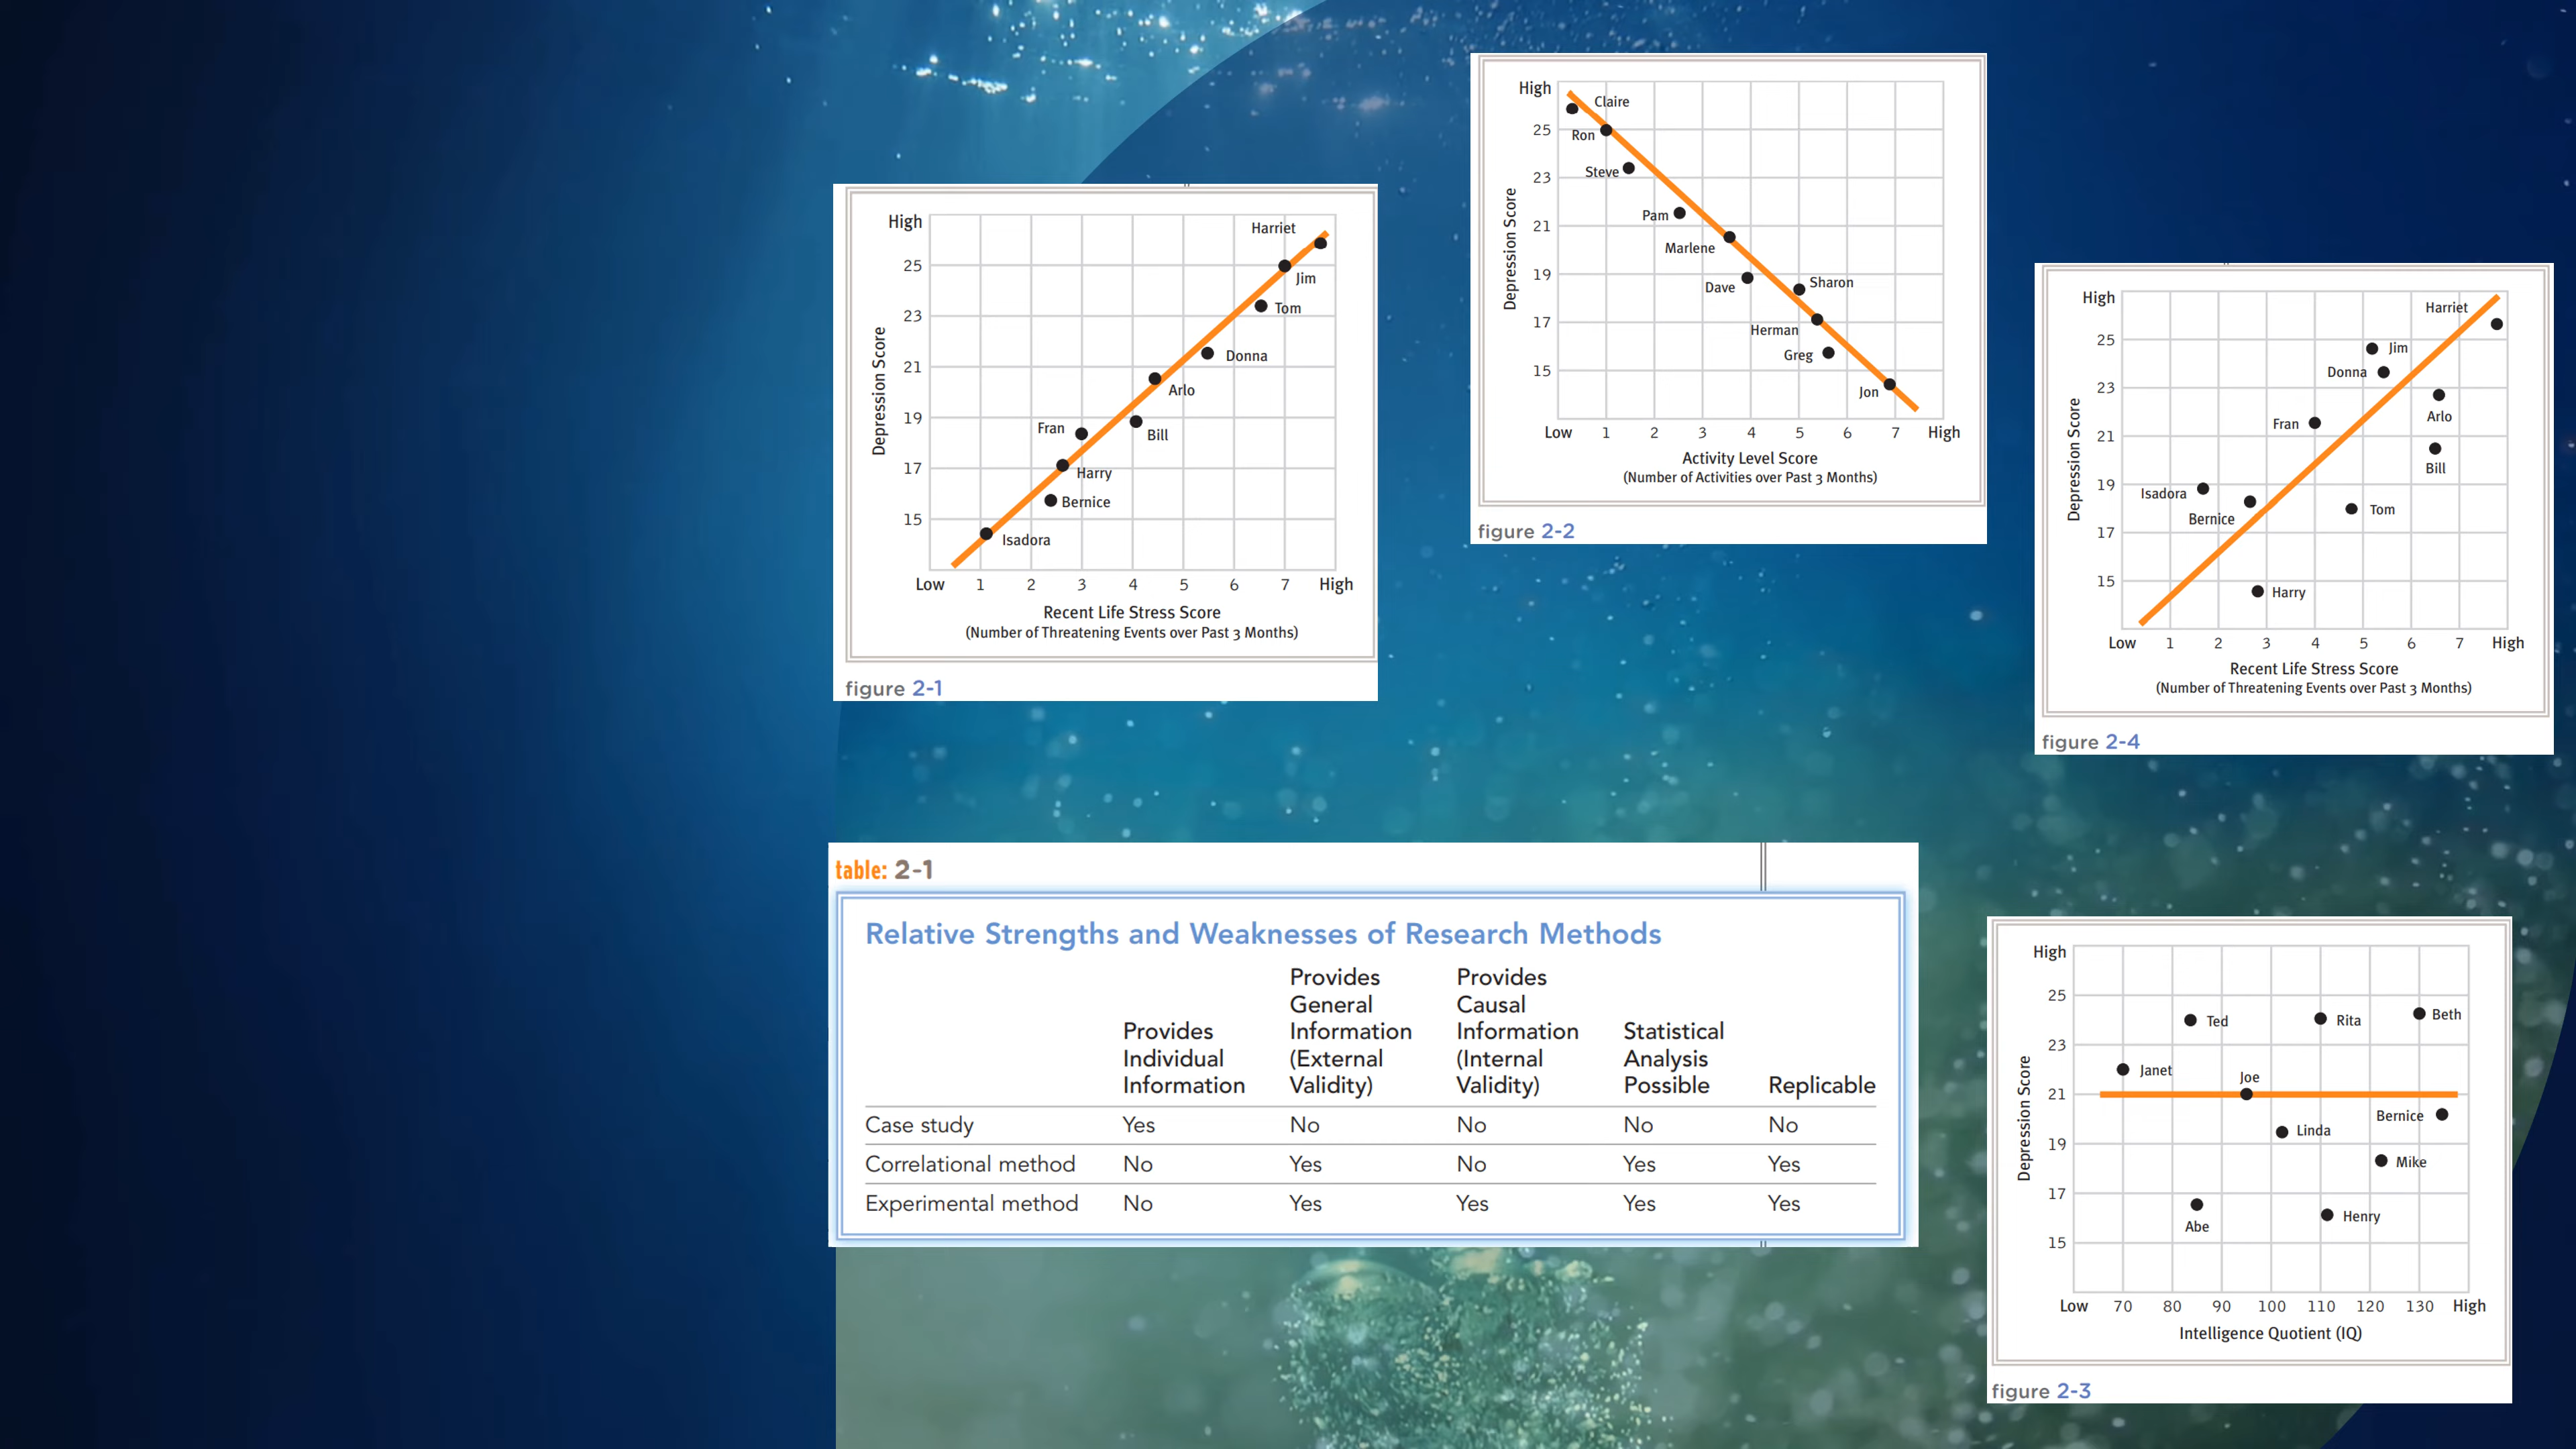 High
25
23
21
19
17
15
Depression Score
Harriet
Jim
Tom
Donna
Arlo
Fran
Bill
Harry
Bernice
Isadora
Low 1 2 3 4 5 6 7 High
Recent Life Stress Score
(Number of Threatening Events over Past 3 Months)
figure 2-1
High
25
23
21
19
17
15
Depression Score
Claire
Ron
Steve
Pam
Marlene
Dave
Sharon
Herman
Greg
Jon
Low 1 2 3 4 5 6 7 High
Activity Level Score
(Number of Activities over Past 3 Months)
figure 2-2
High
25
23
21
19
17
15
Depression Score
Harriet
Jim
Donna
Arlo
Fran
Bill
Isadora
Bernice
Tom
Harry
Low 1 2 3 4 5 6 7 High
Recent Life Stress Score
(Number of Threatening Events over Past 3 Months)
figure 2-4
table: 2-1
Relative Strengths and Weaknesses of Research Methods
Provides Individual Information
Provides General Information (External Validity)
Provides Causal Information (Internal Validity)
Statistical Analysis Possible
Replicable
Case study Yes No No No No
Correlational method No Yes No Yes Yes
Experimental method No Yes Yes Yes Yes
High
25
23
21
19
17
15
Depression Score
Ted
Rita
Beth
Janet
Joe
Bernice
Linda
Mike
Abe
Henry
Low 70 80 90 100 110 120 130 High
Intelligence Quotient (IQ)
figure 2-3